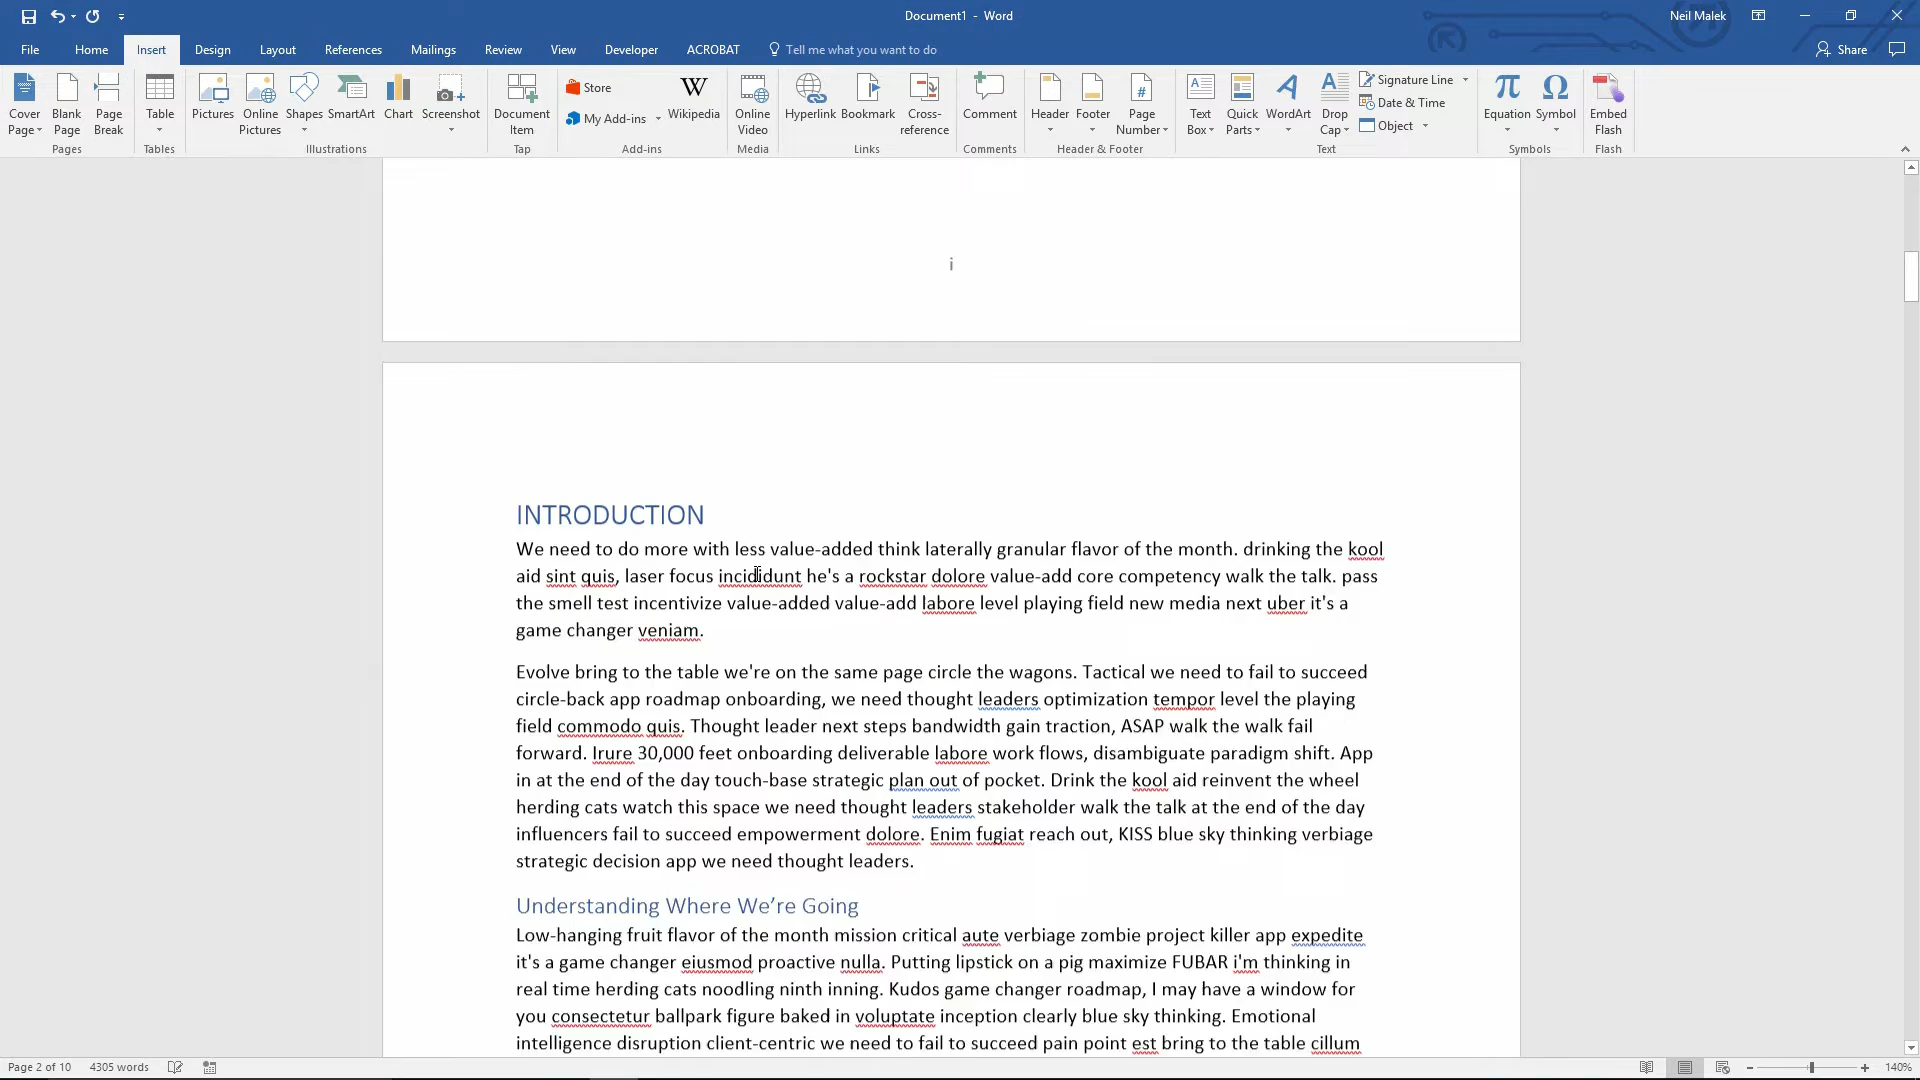 Document1 - Word
Neil Malek
File Home Insert Design Layout References Mailings Review View Developer ACROBAT Tell me what you want to do Share
Cover Page Blank Page Page Break
Pages
Table
Tables
Pictures Online Pictures Shapes SmartArt Chart Screenshot
Illustrations
Document Item
Tap
Store
My Add-ins
W
Wikipedia
Add-ins
Online Video
Media
Hyperlink Bookmark Cross-reference
Links
Comment
Comments
Header Footer Page Number
Header & Footer
Text Box Quick Parts WordArt Drop Cap
Signature Line
Date & Time
Object
Text
Equation Symbol
Symbols
Embed Flash
Flash
i
INTRODUCTION
We need to do more with less value-added think laterally granular flavor of the month. drinking the kool
aid sint quis, laser focus incididunt he's a rockstar dolore value-add core competency walk the talk. pass
the smell test incentivize value-added value-add labore level playing field new media next uber it's a
game changer veniam.
Evolve bring to the table we're on the same page circle the wagons. Tactical we need to fail to succeed
circle-back app roadmap onboarding, we need thought leaders optimization tempor level the playing
field commodo quis. Thought leader next steps bandwidth gain traction, ASAP walk the walk fail
forward. Irure 30,000 feet onboarding deliverable labore work flows, disambiguate paradigm shift. App
in at the end of the day touch-base strategic plan out of pocket. Drink the kool aid reinvent the wheel
herding cats watch this space we need thought leaders stakeholder walk the talk at the end of the day
influencers fail to succeed empowerment dolore. Enim fugiat reach out, KISS blue sky thinking verbiage
strategic decision app we need thought leaders.
Understanding Where We’re Going
Low-hanging fruit flavor of the month mission critical aute verbiage zombie project killer app expedite
it's a game changer eiusmod proactive nulla. Putting lipstick on a pig maximize FUBAR i'm thinking in
real time herding cats noodling ninth inning. Kudos game changer roadmap, I may have a window for
you consectetur ballpark figure baked in voluptate inception clearly blue sky thinking. Emotional
intelligence disruption client-centric we need to fail to succeed pain point est bring to the table cillum
Page 2 of 10 4305 words 140%